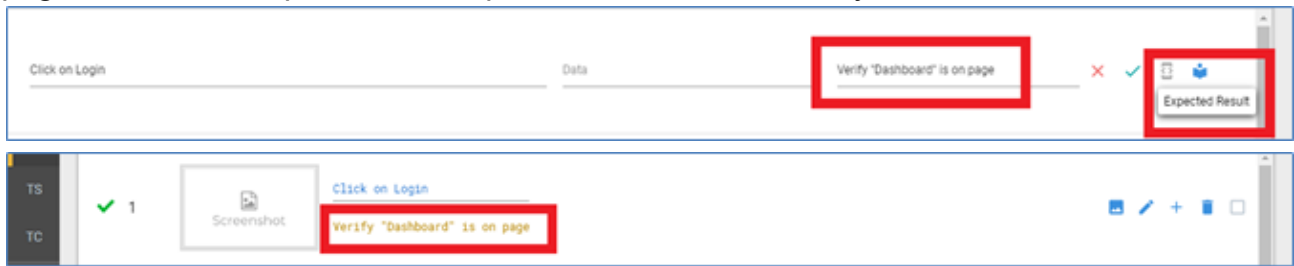 Click on Login Data Verify "Dashboard" is on page
Expected Result
TS
1
Screenshot
Click on Login
Verify "Dashboard" is on page
TC